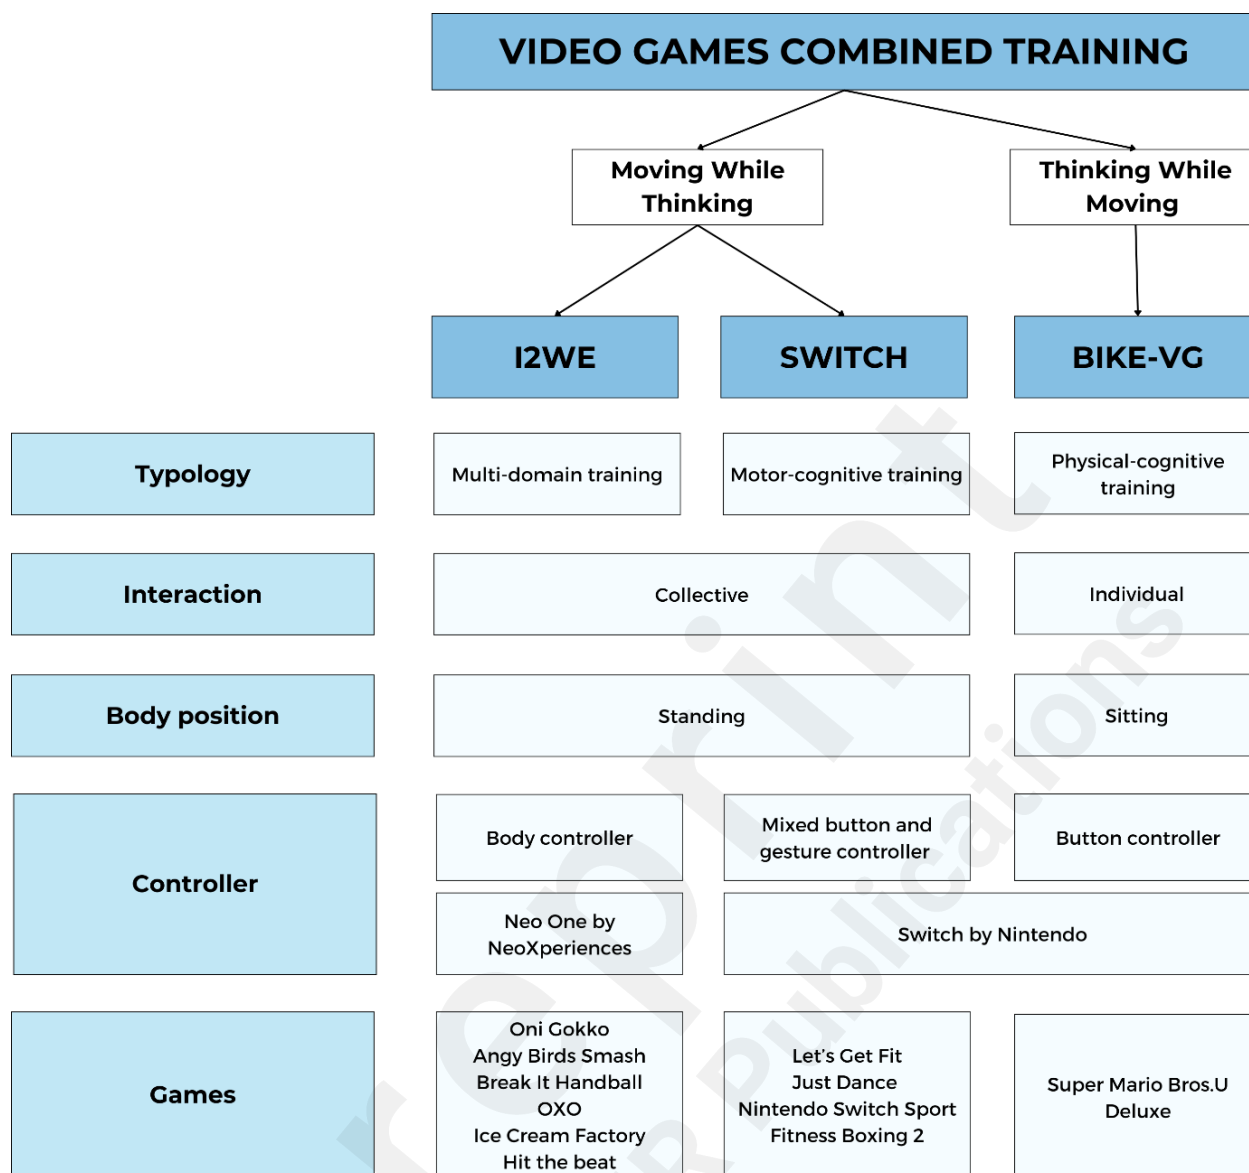 VIDEO GAMES COMBINED TRAINING
Moving While
Thinking
Thinking While
Moving
I2WE
SWITCH
BIKE-VG
Typology
Multi-domain training
Motor-cognitive training
Physical-cognitive
training
Interaction
Collective
Individual
Body position
Standing
Sitting
Controller
Body controller
Mixed button and
gesture controller
Button controller
Neo One by
NeoXperiences
Switch by Nintendo
Games
Oni Gokko
Angy Birds Smash
Break It Handball
OXO
Ice Cream Factory
Hit the beat
Let's Get Fit
Just Dance
Nintendo Switch Sport
Fitness Boxing 2
Super Mario Bros.U
Deluxe
reprint
R Publications